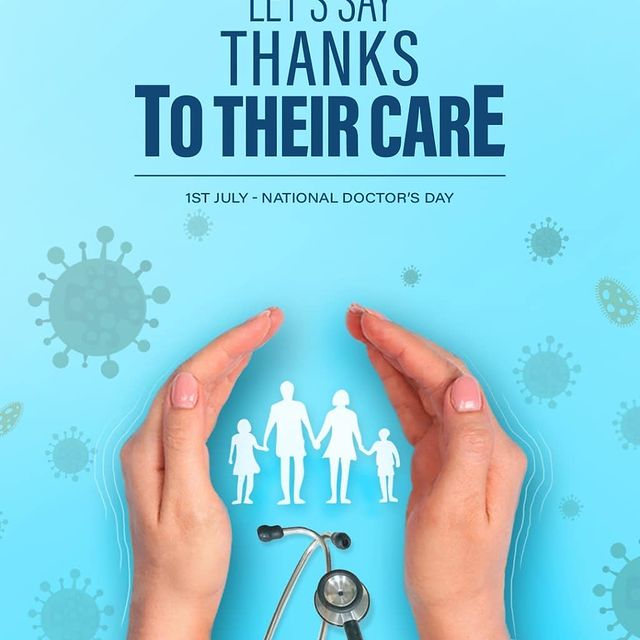 LET'S SAY
THANKS
TO THEIR CARE
1ST JULY - NATIONAL DOCTOR'S DAY